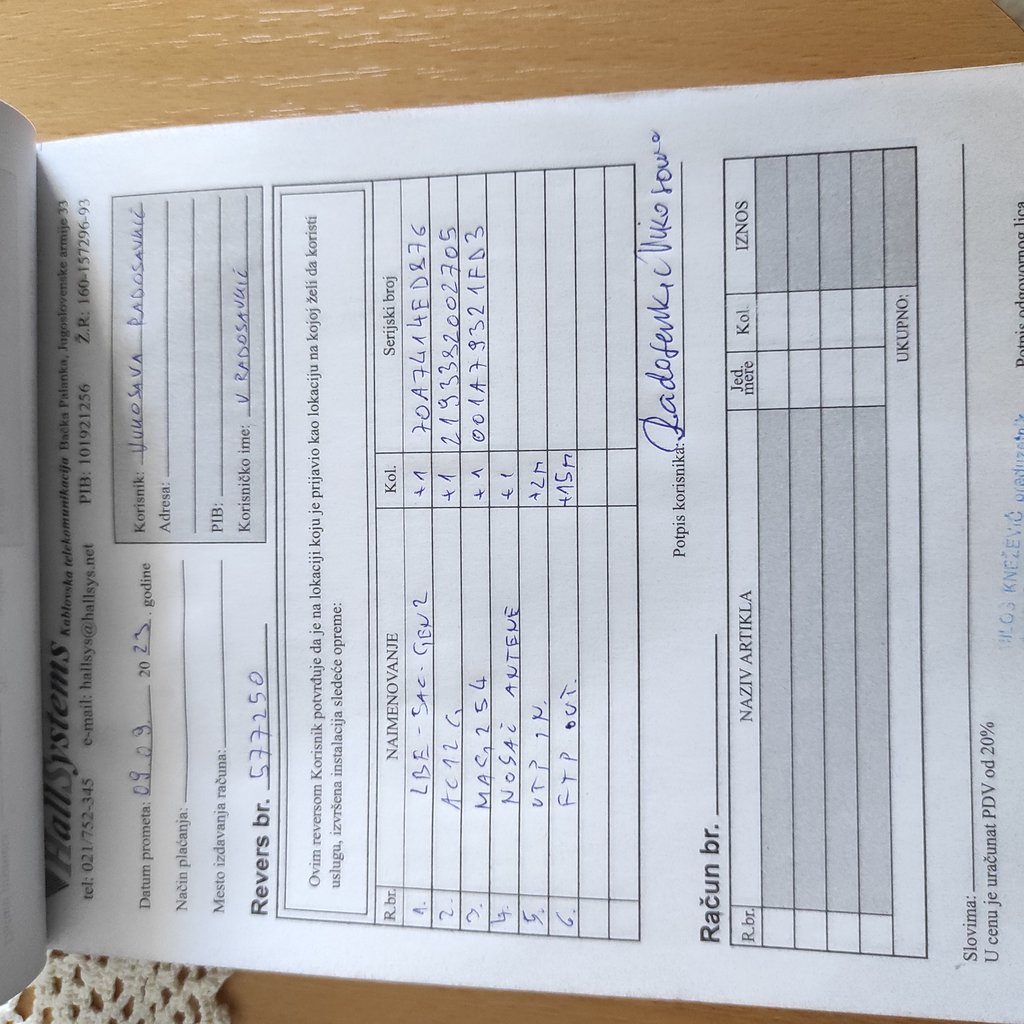 HallSystems Kablovska telekomunikacija Bačka Palanka, Jugoslovenske armije 33
tel: 021/752-345 e-mail: hallsys@hallsys.net PIB: 101921256 Ž.R: 160-157296-93
Datum prometa: 09.09. 2023. godine
Način plaćanja:
Mesto izdavanja računa:
Korisnik: VUKOSAVA RADOSAVKIĆ
Adresa:
PIB:
Korisničko ime: V RADOSAVKIĆ
Revers br. 577250
Ovim reversom Korisnik potvrđuje da je na lokaciji koju je prijavio kao lokaciju na kojoj želi da koristi
uslugu, izvršena instalacija sledeće opreme:
R.br. NAIMENOVANJE Kol. Serijski broj
1. LBE-5AC-GEN2 +1 70A7414ED876
2. AC12G +1 2193332002705
3. MAG254 +1 001A79321FD3
4. NOSAČ ANTENE +1
5. UTP IN. +2m
6. FTP OUT. +15m
Potpis korisnika:
Račun br.
R.br. NAZIV ARTIKLA Jed. mere Kol. IZNOS
UKUPNO:
Slovima:
U cenu je uračunat PDV od 20%
Potpis odgovornog lica
KNEŽEVIĆ